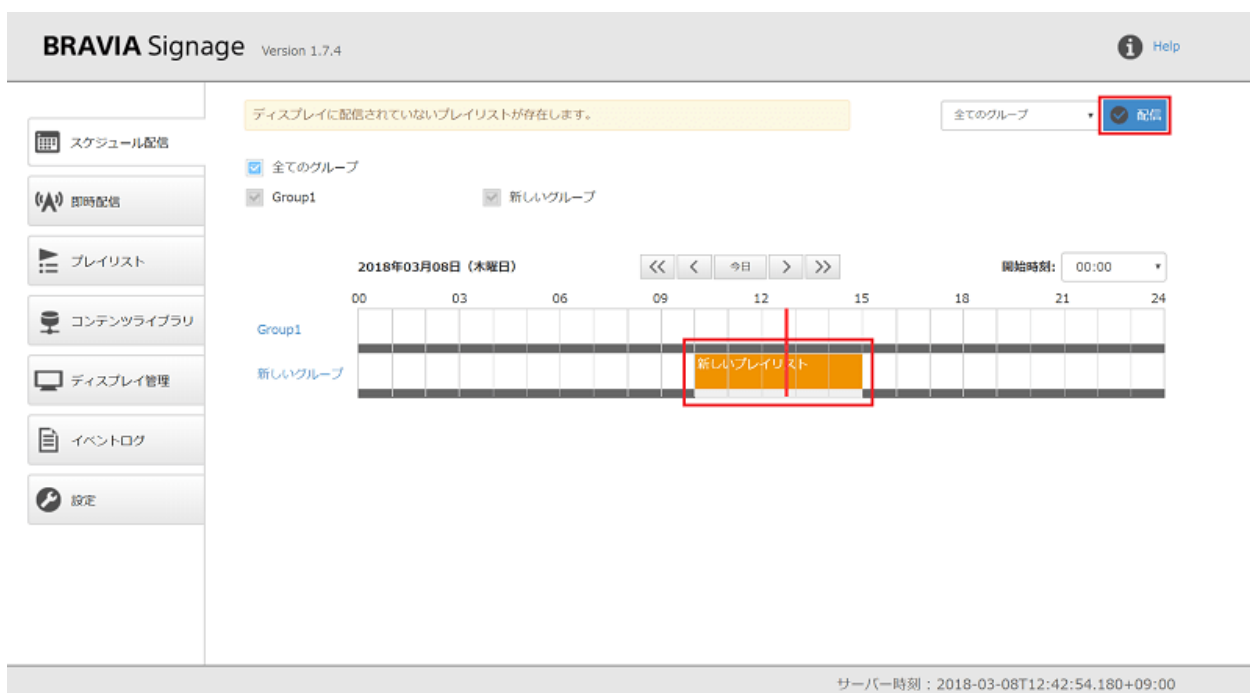 BRAVIA Signage Version 1.7.4
Help
ディスプレイに配信されていないプレイリストが存在します。
全てのグループ
配信
スケジュール配信
即時配信
プレイリスト
コンテンツライブラリ
ディスプレイ管理
イベントログ
設定
全てのグループ
Group1
新しいグループ
2018年03月08日（木曜日）
今日
開始時刻: 00:00
00 03 06 09 12 15 18 21 24
Group1
新しいグループ
新しいプレイリスト
サーバー時刻 : 2018-03-08T12:42:54.180+09:00